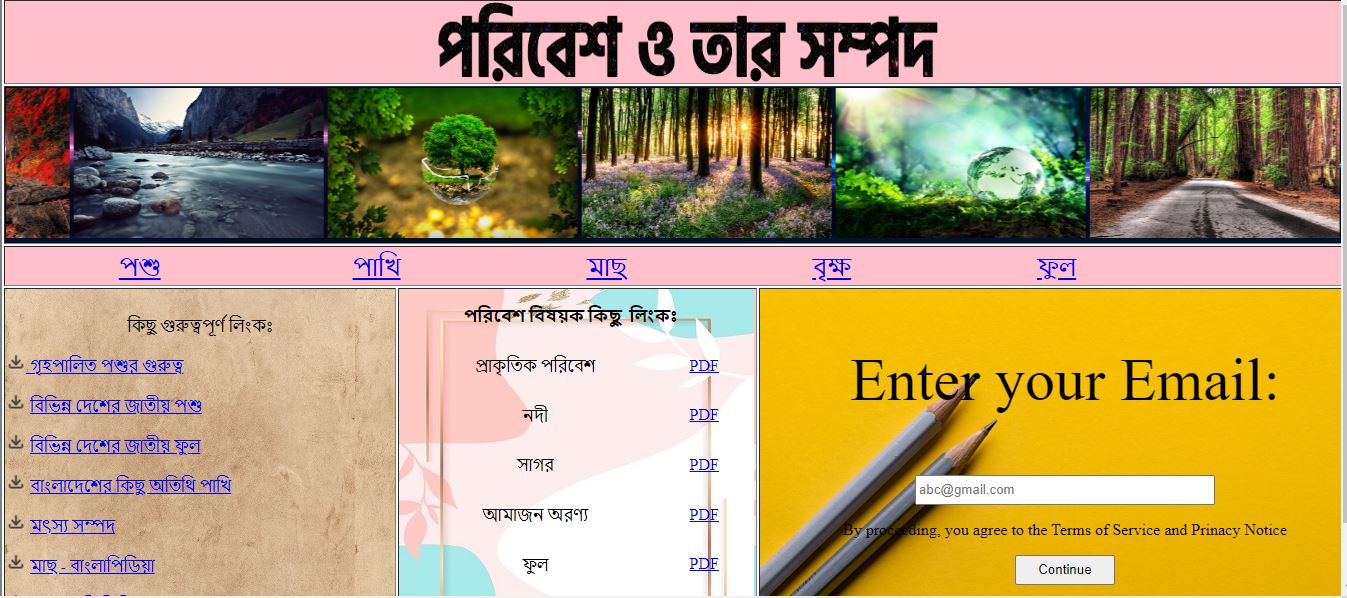 পরিবেশ ও তার সম্পদ
পশু পাখি মাছ বৃক্ষ ফুল
কিছু গুরুত্বপূর্ণ লিংকঃ
গৃহপালিত পশুর গুরুত্ব
বিভিন্ন দেশের জাতীয় পশু
বিভিন্ন দেশের জাতীয় ফুল
বাংলাদেশের কিছু অতিথি পাখি
মৎস্য সম্পদ
মাছ - বাংলাপিডিয়া
পরিবেশ বিষয়ক কিছু লিংকঃ
প্রাকৃতিক পরিবেশ PDF
নদী PDF
সাগর PDF
আমাজন অরণ্য PDF
ফুল PDF
Enter your Email:
abc@gmail.com
By proceeding, you agree to the Terms of Service and Prinacy Notice
Continue